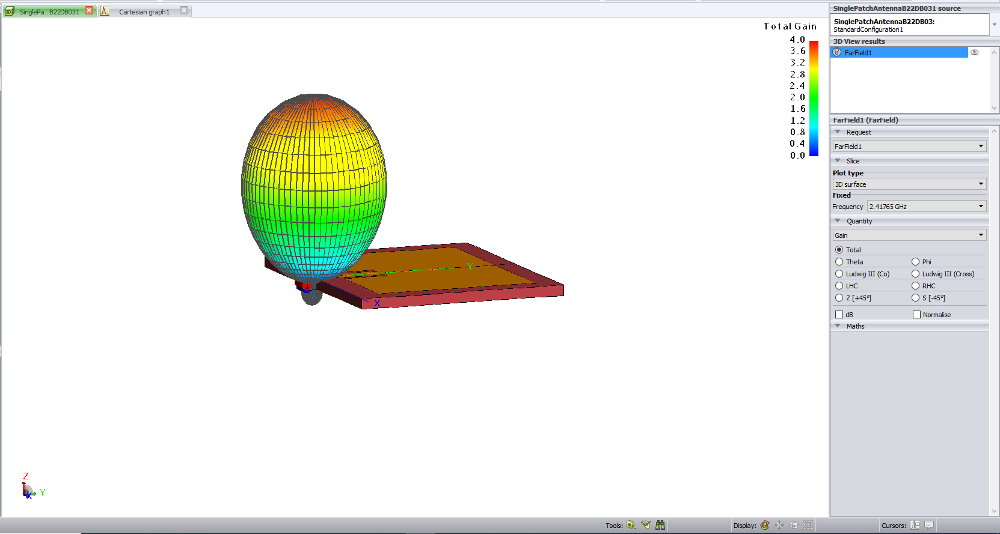 SinglePa...B22DB031
Cartesian graph1
Total Gain
4.0
3.6
3.2
2.8
2.4
2.0
1.6
1.2
0.8
0.4
0.0
Y
X
Z
Y
X
SinglePatchAntennaB22DB031 source
SinglePatchAntennaB22DB03:
StandardConfiguration1
3D View results
FarField1
FarField1 (FarField)
Request
FarField1
Slice
Plot type
3D surface
Fixed
Frequency 2.41765 GHz
Quantity
Gain
Total
Theta Phi
Ludwig III (Co) Ludwig III (Cross)
LHC RHC
Z [+45°] S [-45°]
dB Normalise
Maths
Tools: Display: Cursors: